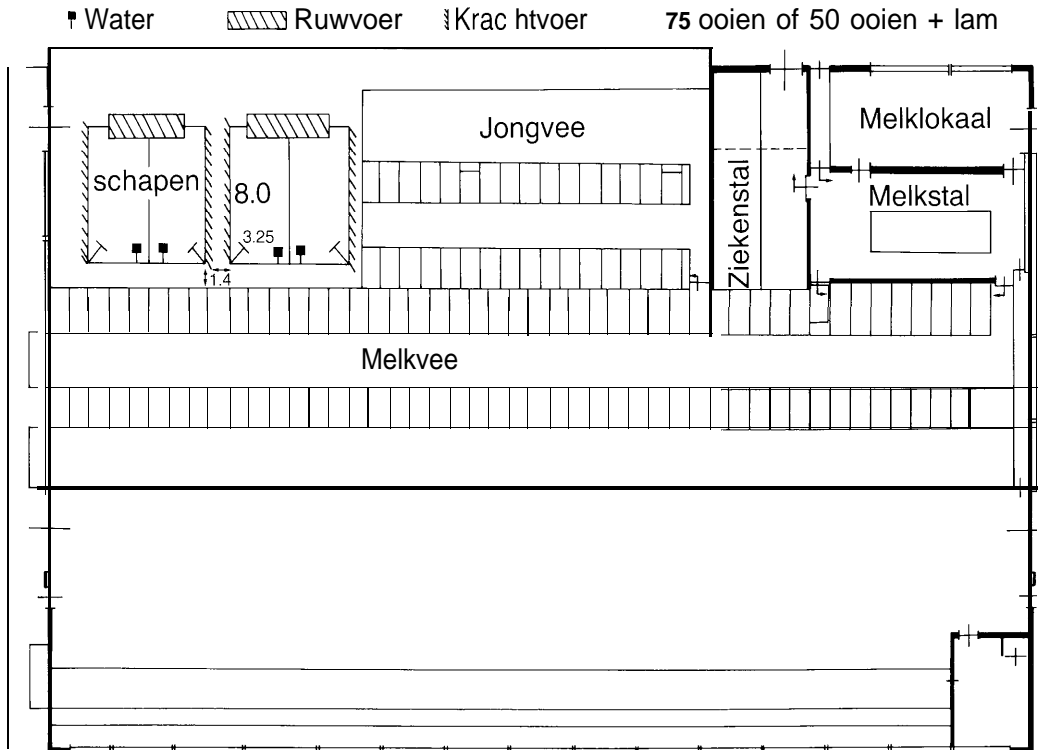 Water Ruwvoer Krac htvoer 75 ooien of 50 ooien + lam
Jongvee
Melklokaal
schapen
8.0
Ziekenstal
Melkstal
3.25
1.4
Melkvee